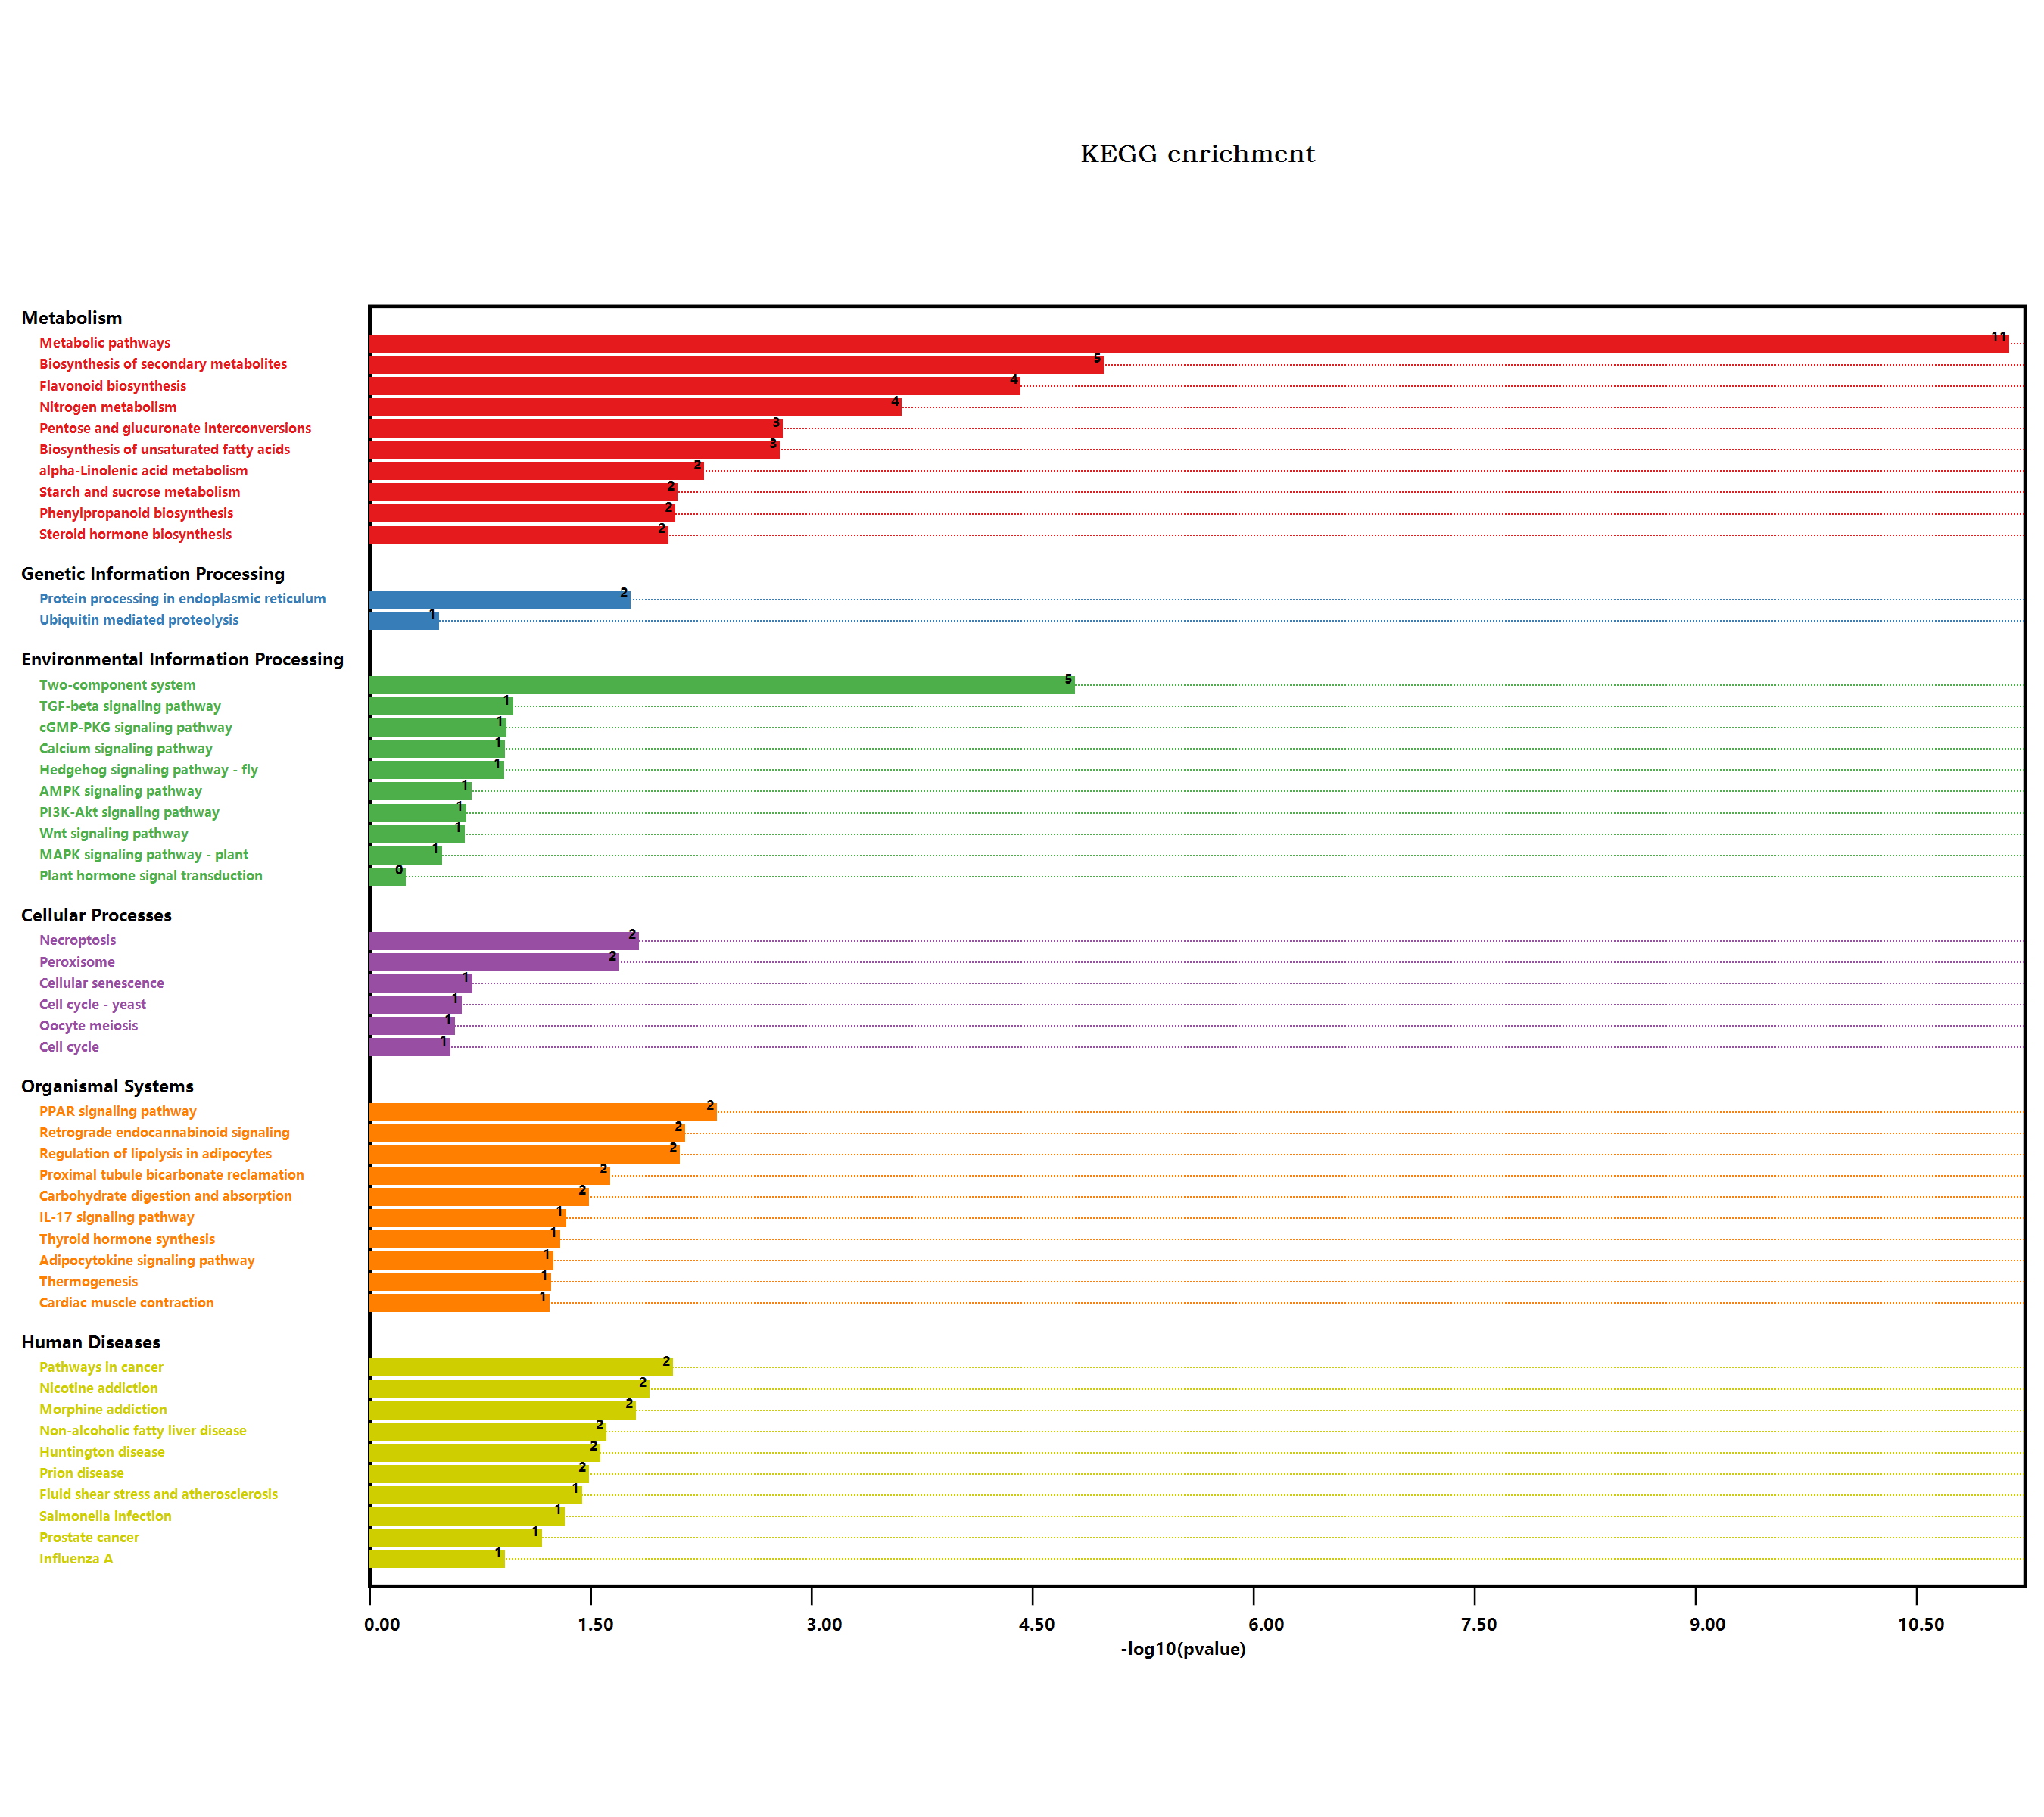 KEGG enrichment
Metabolism
Metabolic pathways 11
Biosynthesis of secondary metabolites 5
Flavonoid biosynthesis 4
Nitrogen metabolism 4
Pentose and glucuronate interconversions 3
Biosynthesis of unsaturated fatty acids 3
alpha-Linolenic acid metabolism 2
Starch and sucrose metabolism 2
Phenylpropanoid biosynthesis 2
Steroid hormone biosynthesis 2
Genetic Information Processing
Protein processing in endoplasmic reticulum 2
Ubiquitin mediated proteolysis 1
Environmental Information Processing
Two-component system 5
TGF-beta signaling pathway 1
cGMP-PKG signaling pathway 1
Calcium signaling pathway 1
Hedgehog signaling pathway - fly 1
AMPK signaling pathway 1
PI3K-Akt signaling pathway 1
Wnt signaling pathway 1
MAPK signaling pathway - plant 1
Plant hormone signal transduction 0
Cellular Processes
Necroptosis 2
Peroxisome 2
Cellular senescence 1
Cell cycle - yeast 1
Oocyte meiosis 1
Cell cycle 1
Organismal Systems
PPAR signaling pathway 2
Retrograde endocannabinoid signaling 2
Regulation of lipolysis in adipocytes 2
Proximal tubule bicarbonate reclamation 2
Carbohydrate digestion and absorption 2
IL-17 signaling pathway 1
Thyroid hormone synthesis 1
Adipocytokine signaling pathway 1
Thermogenesis 1
Cardiac muscle contraction 1
Human Diseases
Pathways in cancer 2
Nicotine addiction 2
Morphine addiction 2
Non-alcoholic fatty liver disease 2
Huntington disease 2
Prion disease 2
Fluid shear stress and atherosclerosis 1
Salmonella infection 1
Prostate cancer 1
Influenza A 1
0.00 1.50 3.00 4.50 6.00 7.50 9.00 10.50
-log10(pvalue)